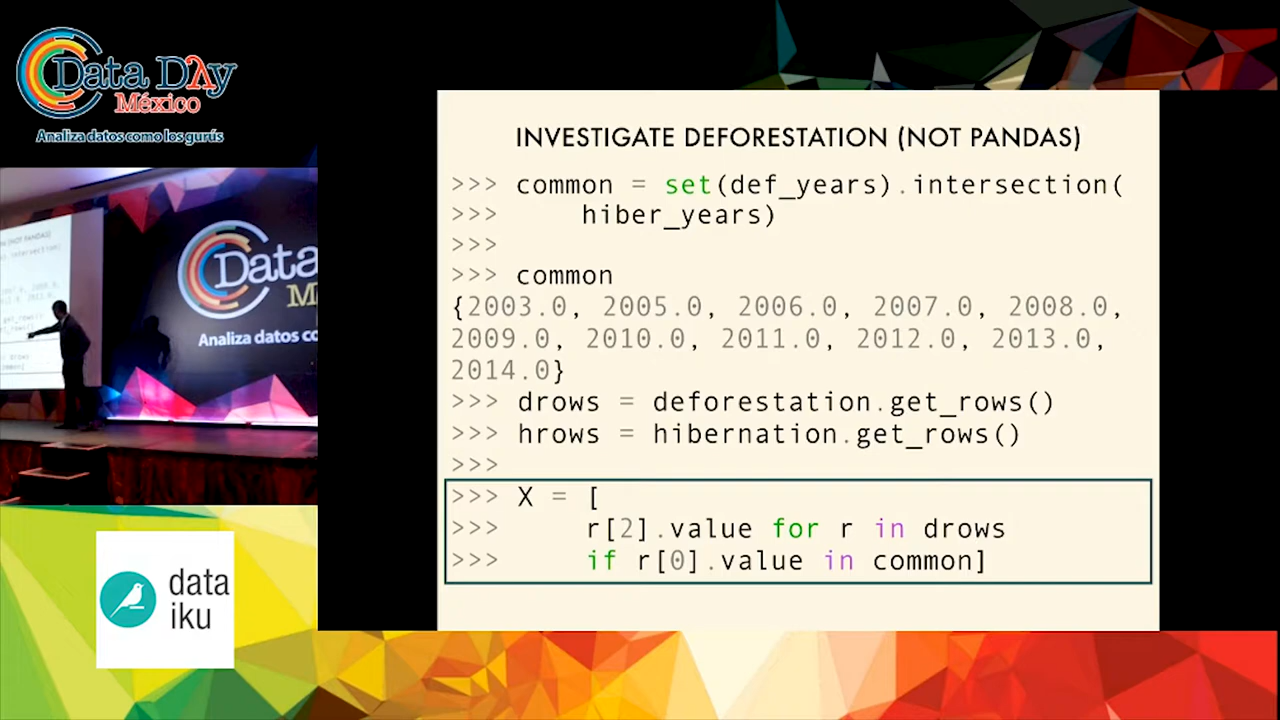 Data Day
México
Analiza datos como los gurús
INVESTIGATE DEFORESTATION (NOT PANDAS)
>>> common = set(def_years).intersection(
>>>     hiber_years)
>>>
>>> common
{2003.0, 2005.0, 2006.0, 2007.0, 2008.0,
2009.0, 2010.0, 2011.0, 2012.0, 2013.0,
2014.0}
>>> drows = deforestation.get_rows()
>>> hrows = hibernation.get_rows()
>>>
>>> X = [
>>>     r[2].value for r in drows
>>>     if r[0].value in common]
Data
M
Analiza datos co
data
iku